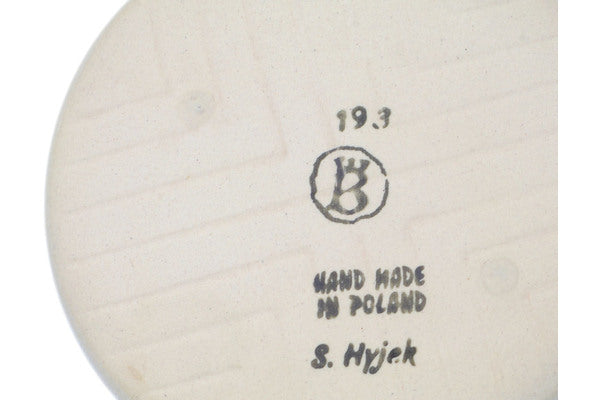 193
B
HAND MADE
IN POLAND
S. Hyjek